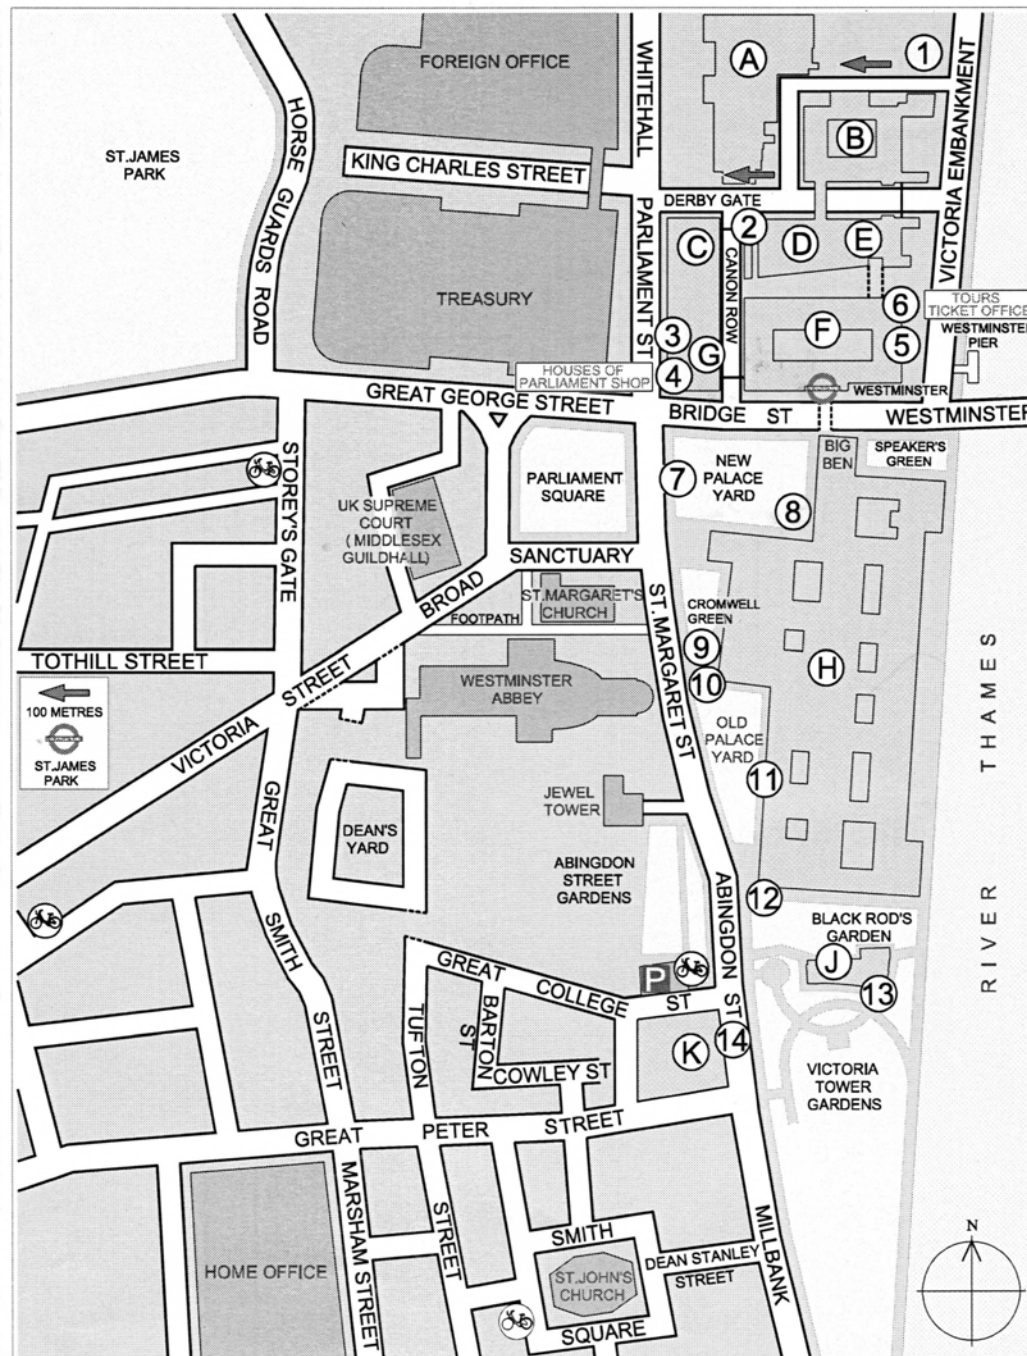 FOREIGN OFFICE
WHITEHALL
A
1
B
ST.JAMES
PARK
HORSE GUARDS ROAD
KING CHARLES STREET
DERBY GATE
VICTORIA EMBANKMENT
PARLIAMENT ST
C
2
D
E
CANON ROW
TREASURY
6
TOURS
TICKET OFFICE
3
G
F
5
WESTMINSTER
PIER
HOUSES OF
PARLIAMENT SHOP
4
WESTMINSTER
GREAT GEORGE STREET
BRIDGE ST
WESTMINSTER
STOREY'S GATE
UK SUPREME
COURT
( MIDDLESEX
GUILDHALL)
PARLIAMENT
SQUARE
7
NEW
PALACE
YARD
8
BIG
BEN
SPEAKER'S
GREEN
BROAD SANCTUARY
ST.MARGARET'S
CHURCH
FOOTPATH
ST.MARGARET ST
CROMWELL
GREEN
9
10
H
TOTHILL STREET
100 METRES
ST.JAMES
PARK
VICTORIA STREET
WESTMINSTER
ABBEY
OLD
PALACE
YARD
11
RIVER THAMES
GREAT SMITH STREET
DEAN'S
YARD
JEWEL
TOWER
ABINGDON
STREET
GARDENS
ABINGDON ST
12
BLACK ROD'S
GARDEN
J
13
GREAT COLLEGE ST
P
TUFTON STREET
BARTON ST
COWLEY ST
K
14
VICTORIA
TOWER
GARDENS
GREAT PETER STREET
MARSHAM STREET
HOME OFFICE
SMITH SQUARE
ST.JOHN'S
CHURCH
DEAN STANLEY
STREET
MILLBANK
N